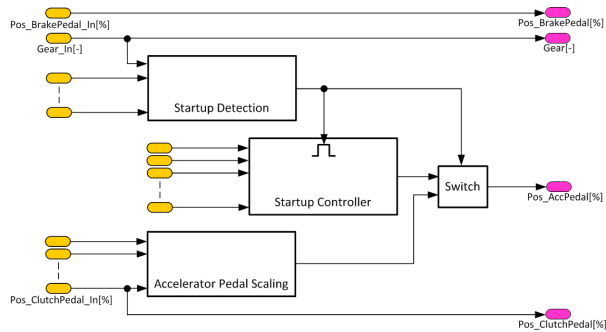 Pos_BrakePedal_In[%]
Pos_BrakePedal[%]
Gear_In[-]
Gear[-]
Startup Detection
Startup Controller
Switch
Pos_AccPedal[%]
Accelerator Pedal Scaling
Pos_ClutchPedal_In[%]
Pos_ClutchPedal[%]